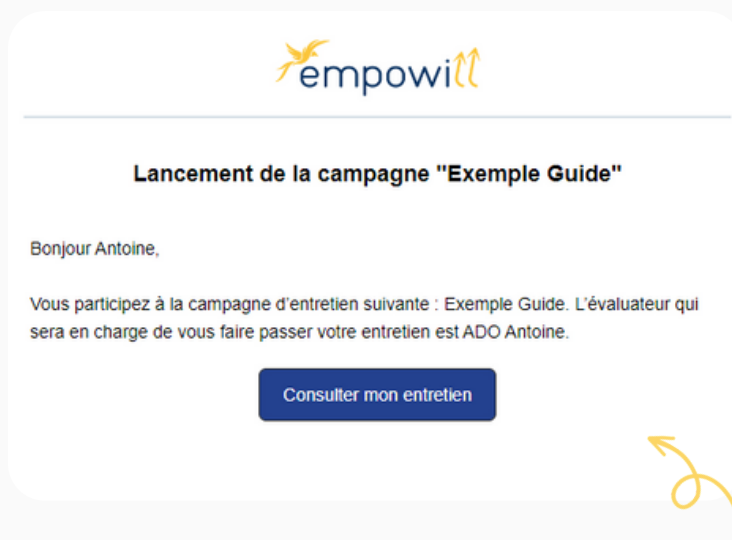 empowill
Lancement de la campagne "Exemple Guide"
Bonjour Antoine,
Vous participez à la campagne d’entretien suivante : Exemple Guide. L’évaluateur qui
sera en charge de vous faire passer votre entretien est ADO Antoine.
Consulter mon entretien